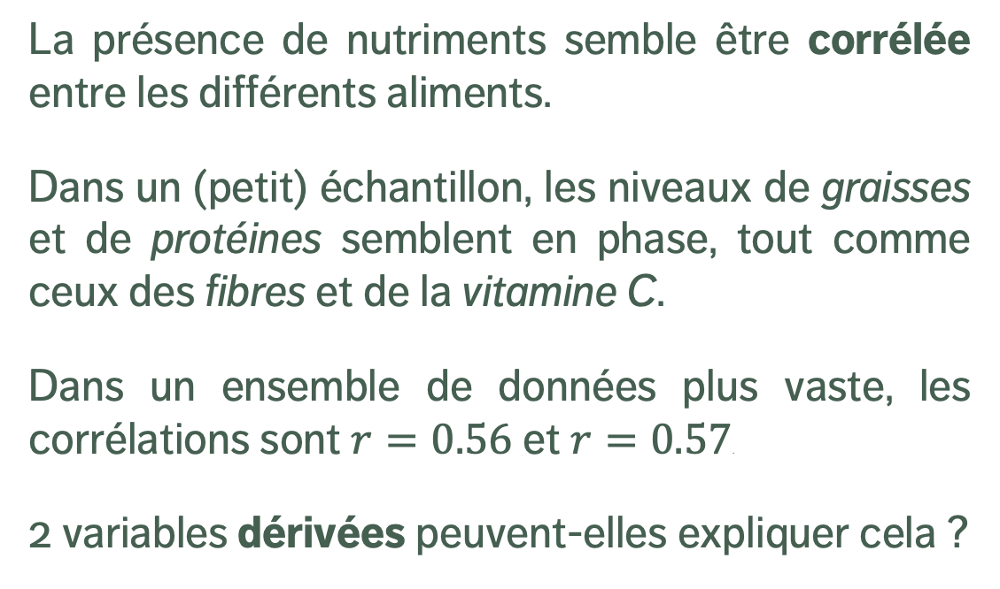 La présence de nutriments semble être corrélée
entre les différents aliments.
Dans un (petit) échantillon, les niveaux de graisses
et de protéines semblent en phase, tout comme
ceux des fibres et de la vitamine C.
Dans un ensemble de données plus vaste, les
corrélations sont r = 0.56 et r = 0.57.
2 variables dérivées peuvent-elles expliquer cela ?